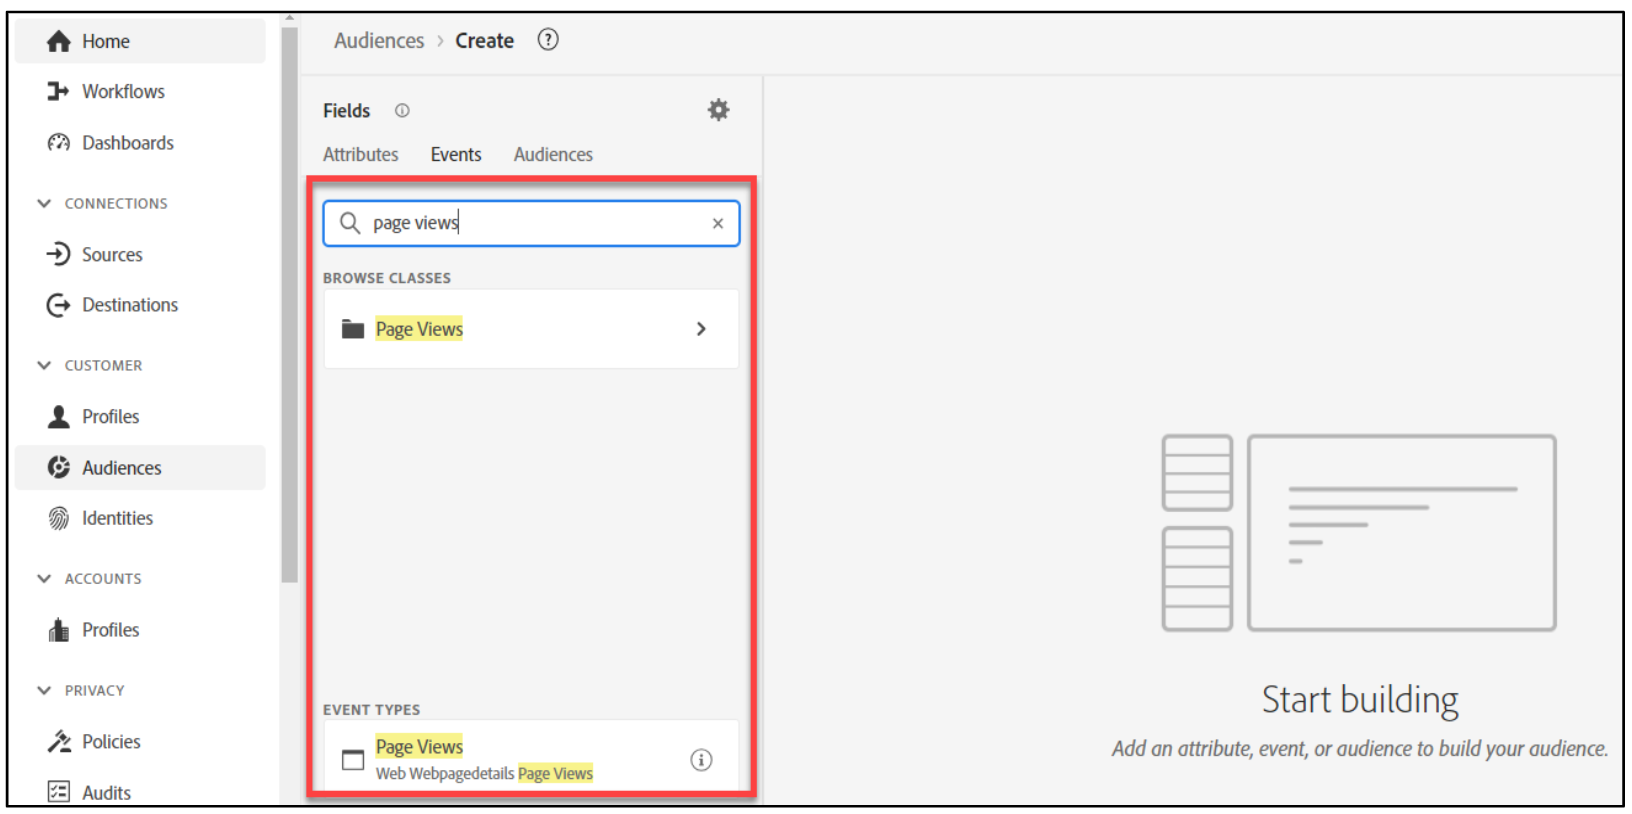 Home
Workflows
Dashboards
CONNECTIONS
Sources
Destinations
CUSTOMER
Profiles
Audiences
Identities
ACCOUNTS
Profiles
PRIVACY
Policies
Audits
Audiences > Create ?
Fields
Attributes Events Audiences
page views ×
BROWSE CLASSES
Page Views
EVENT TYPES
Page Views
Web Webpagedetails Page Views
Start building
Add an attribute, event, or audience to build your audience.